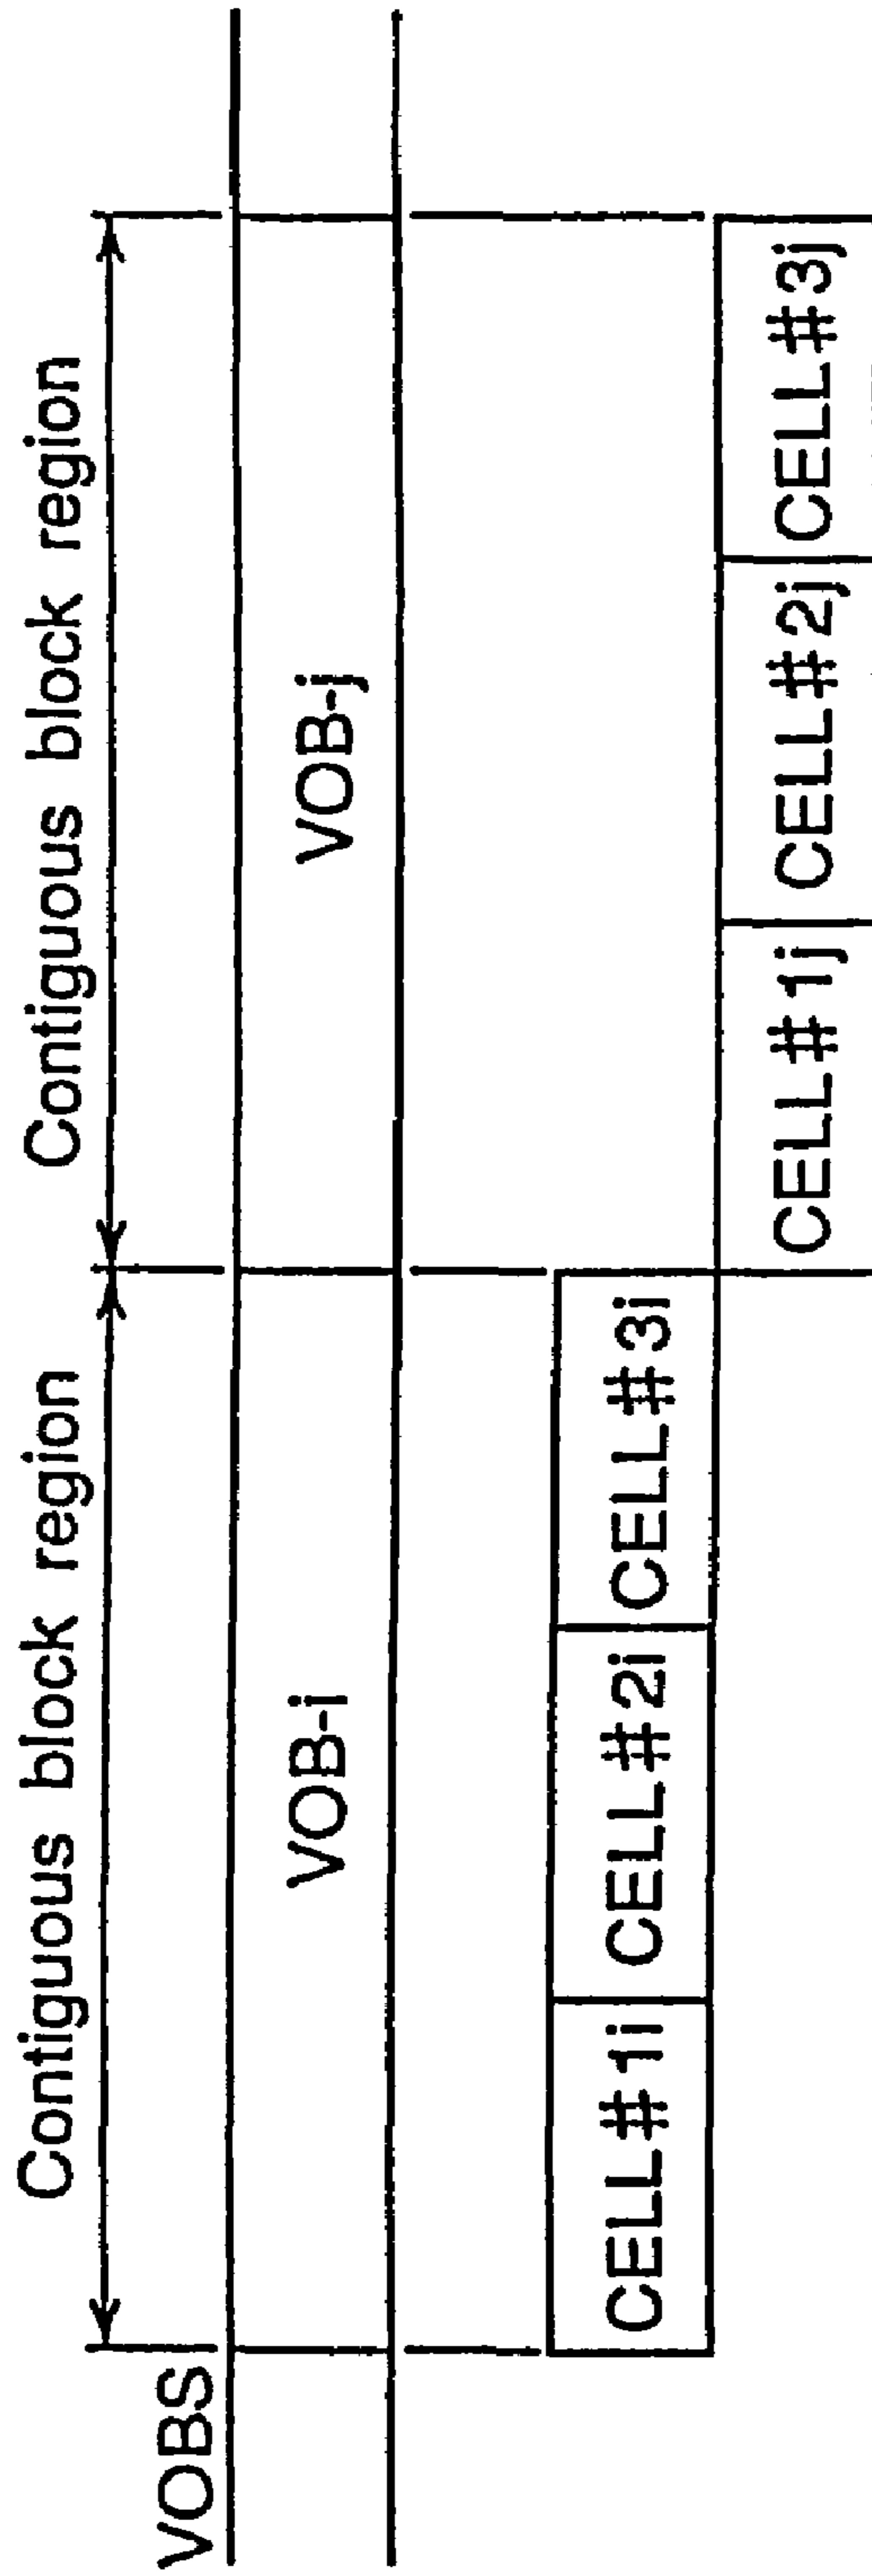 Contiguous block region
Contiguous block region
VOBS
VOB-i
VOB-j
CELL#1i
CELL#2i
CELL#3i
CELL#1j
CELL#2j
CELL#3j